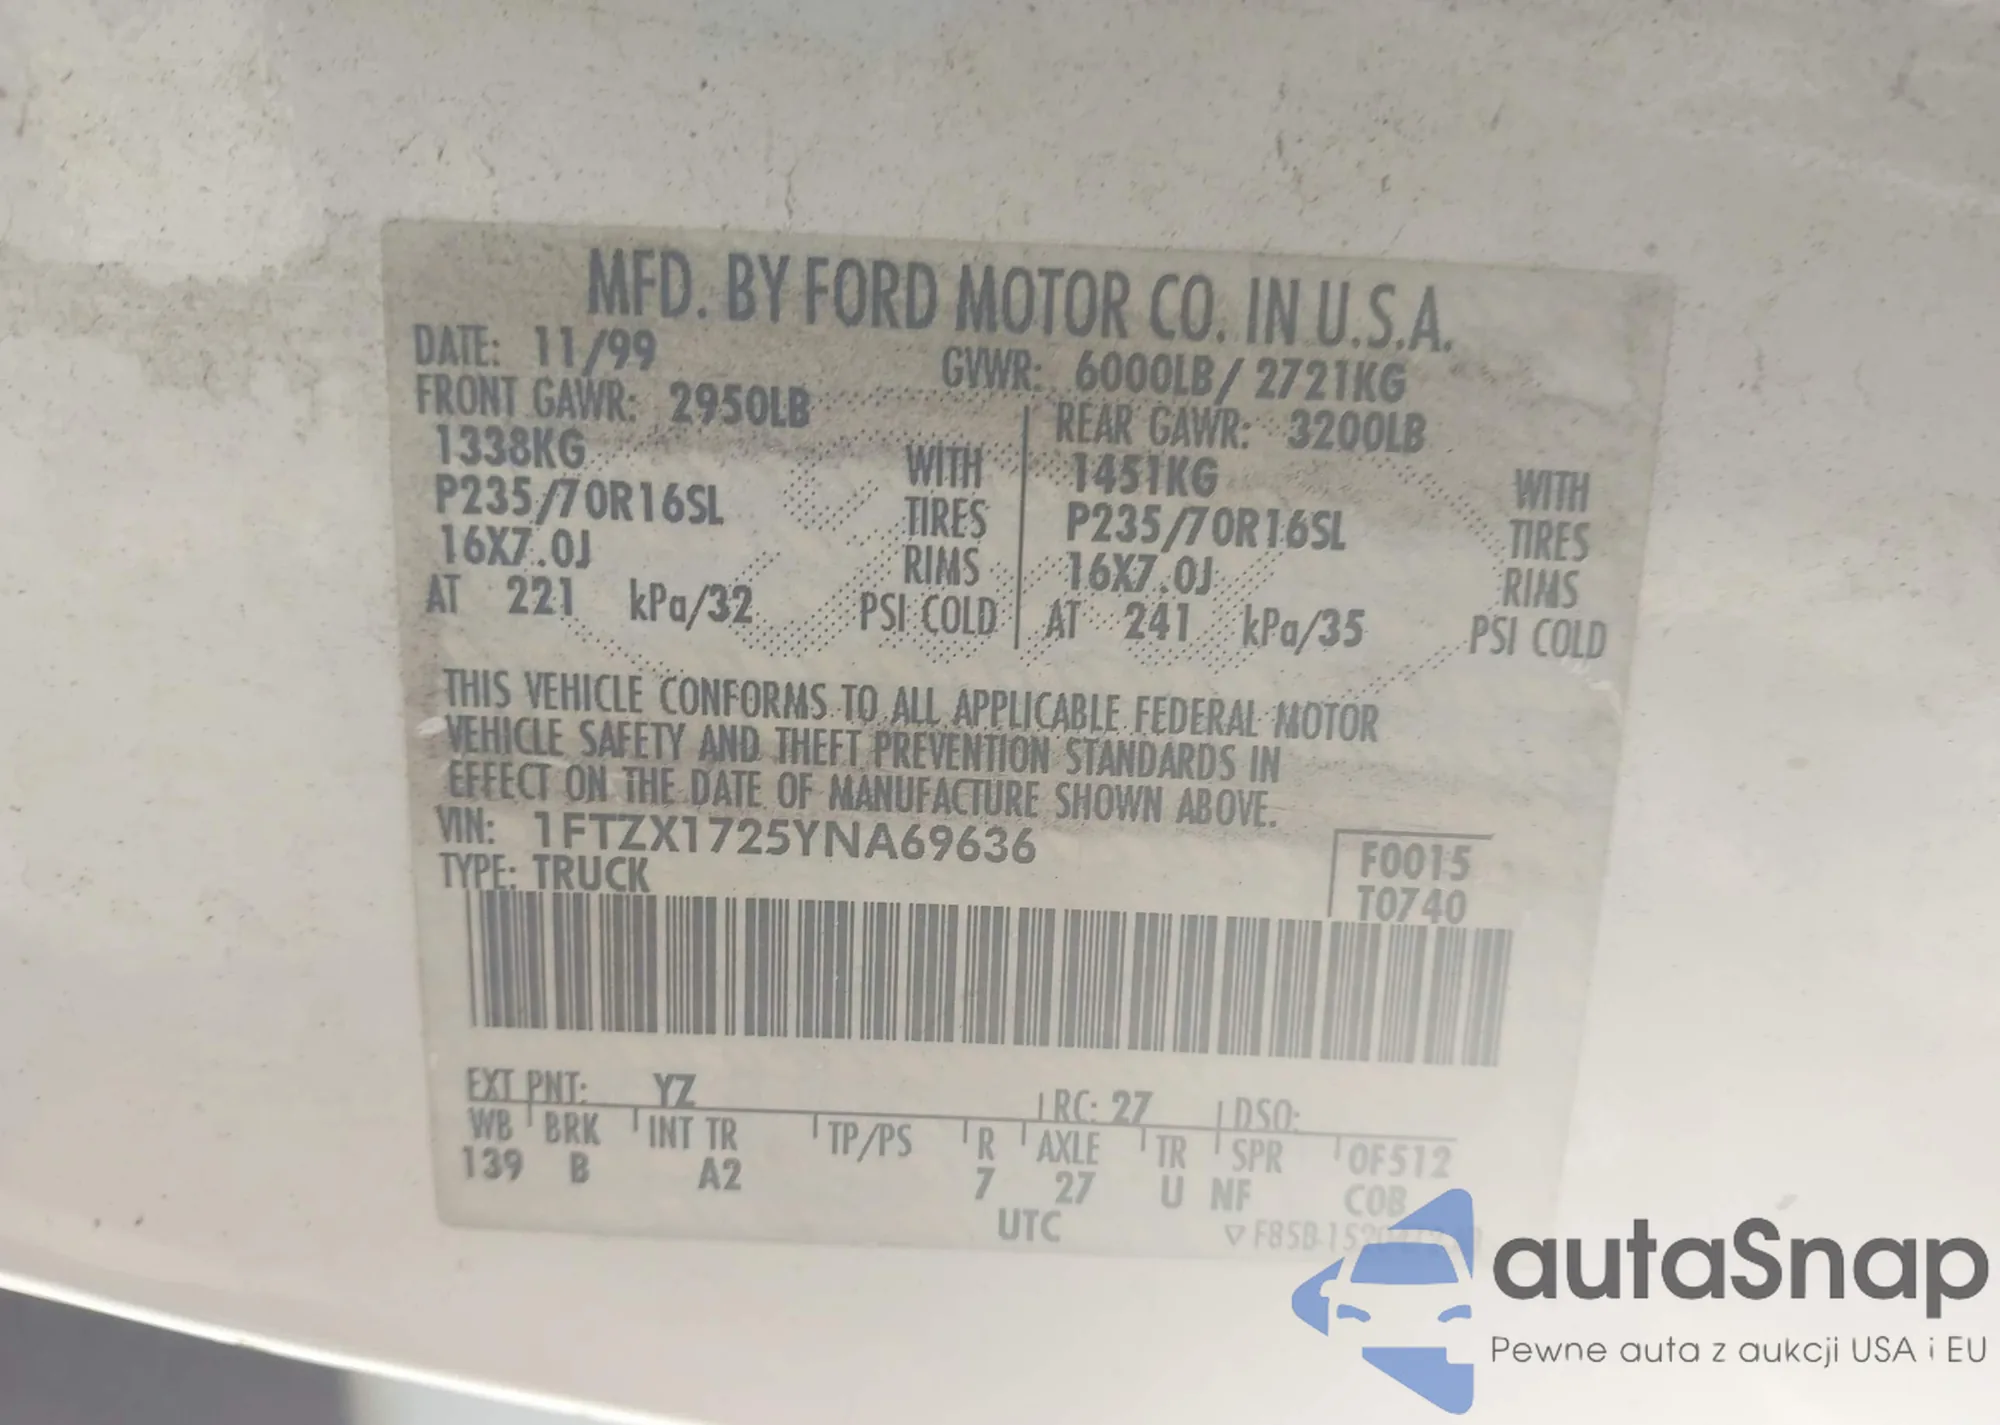 MFD. BY FORD MOTOR CO. IN U.S.A.
DATE: 11/99 GVWR: 6000LB/ 2721KG
FRONT GAWR: 2950LB REAR GAWR: 3200LB
1338KG WITH 1451KG WITH
P235/70R16SL TIRES P235/70R16SL TIRES
16X7.0J RIMS 16X7.0J RIMS
AT 221 kPa/32 PSI COLD AT 241 kPa/35 PSI COLD
THIS VEHICLE CONFORMS TO ALL APPLICABLE FEDERAL MOTOR
VEHICLE SAFETY AND THEFT PREVENTION STANDARDS IN
EFFECT ON THE DATE OF MANUFACTURE SHOWN ABOVE.
VIN: 1FTZX1725YNA69636
TYPE: TRUCK
F0015
T0740
EXT PNT: YZ RC: 27 DSO:
WB BRK INT TR TP/PS R AXLE TR SPR OF512
139 B A2 7 27 U NF COB
UTC
autaSnap
Pewne auta z aukcji USA i EU